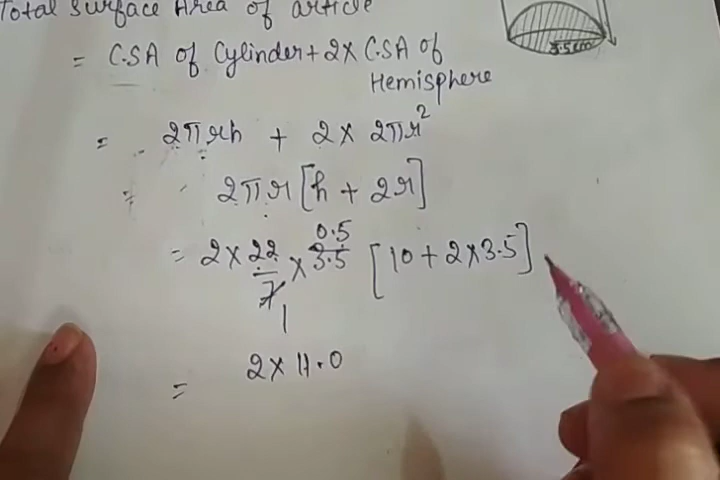 Total Surface Area of article
= C.S.A of Cylinder + 2 × C.S.A of
Hemisphere
3.5cm
= 2πrh + 2 × 2πr²
= 2πr [h + 2r]
0.5
= 2 × 22/7 × 3.5 [10 + 2 × 3.5]
1
= 2 × 11.0